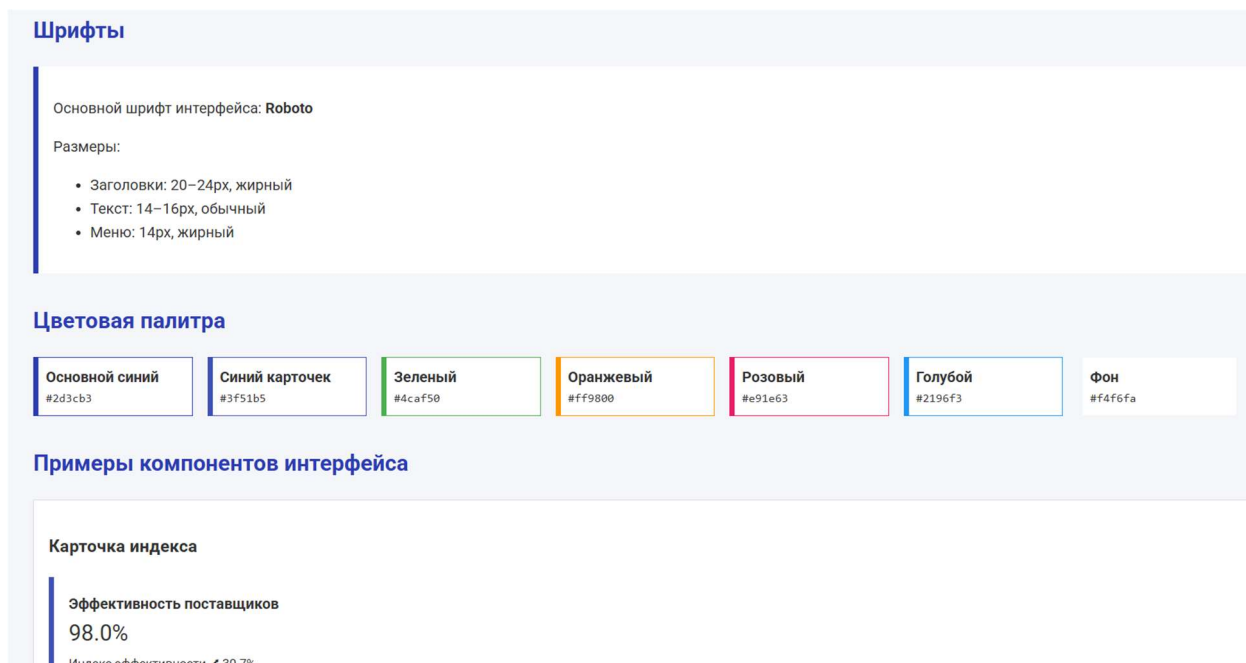 Шрифты
Основной шрифт интерфейса: Roboto
Размеры:
• Заголовки: 20–24px, жирный
• Текст: 14–16px, обычный
• Меню: 14px, жирный
Цветовая палитра
Основной синий
#2d3cb3
Синий карточек
#3f51b5
Зеленый
#4caf50
Оранжевый
#ff9800
Розовый
#e91e63
Голубой
#2196f3
Фон
#f4f6fa
Примеры компонентов интерфейса
Карточка индекса
Эффективность поставщиков
98.0%
Индекс эффективности